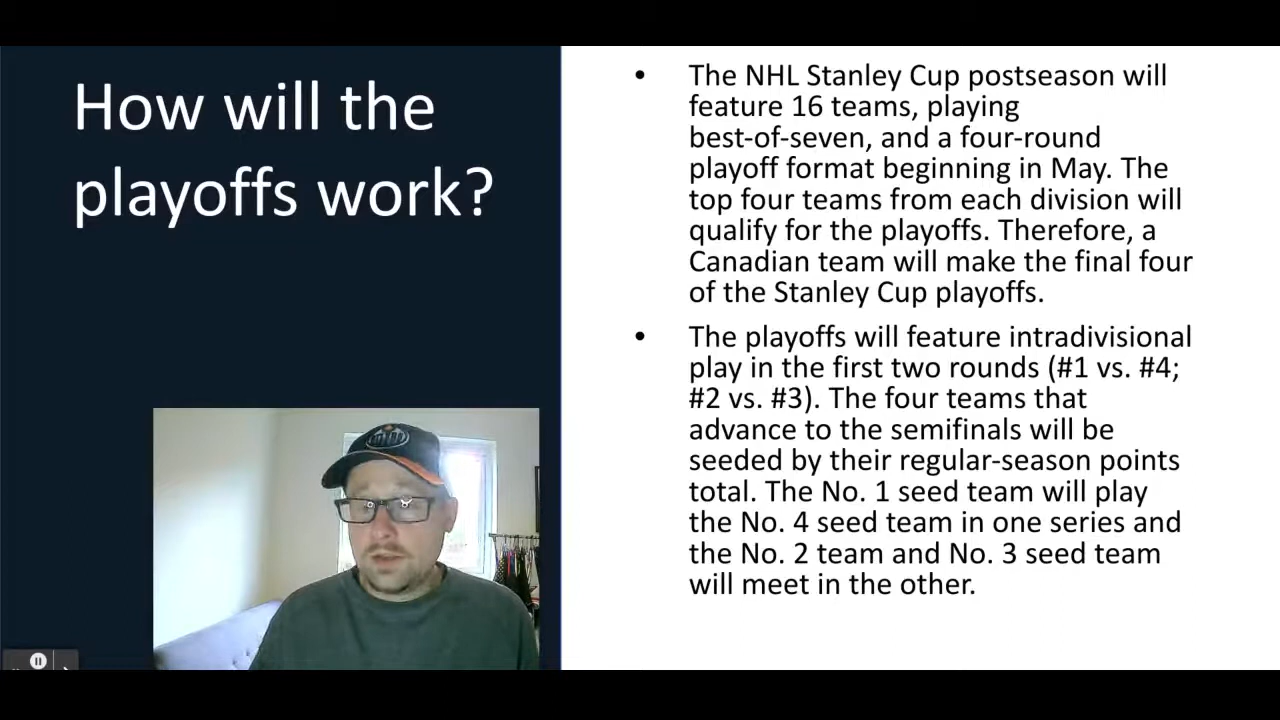 How will the
playoffs work?
• The NHL Stanley Cup postseason will
feature 16 teams, playing
best-of-seven, and a four-round
playoff format beginning in May. The
top four teams from each division will
qualify for the playoffs. Therefore, a
Canadian team will make the final four
of the Stanley Cup playoffs.
• The playoffs will feature intradivisional
play in the first two rounds (#1 vs. #4;
#2 vs. #3). The four teams that
advance to the semifinals will be
seeded by their regular-season points
total. The No. 1 seed team will play
the No. 4 seed team in one series and
the No. 2 team and No. 3 seed team
will meet in the other.